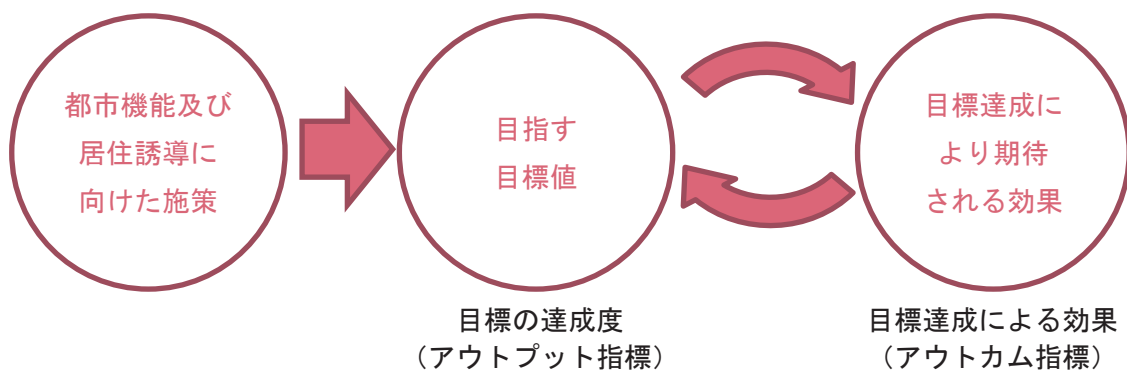 都市機能及び
居住誘導に
向けた施策
目指す
目標値
目標達成に
より期待
される効果
目標の達成度
（アウトプット指標）
目標達成による効果
（アウトカム指標）